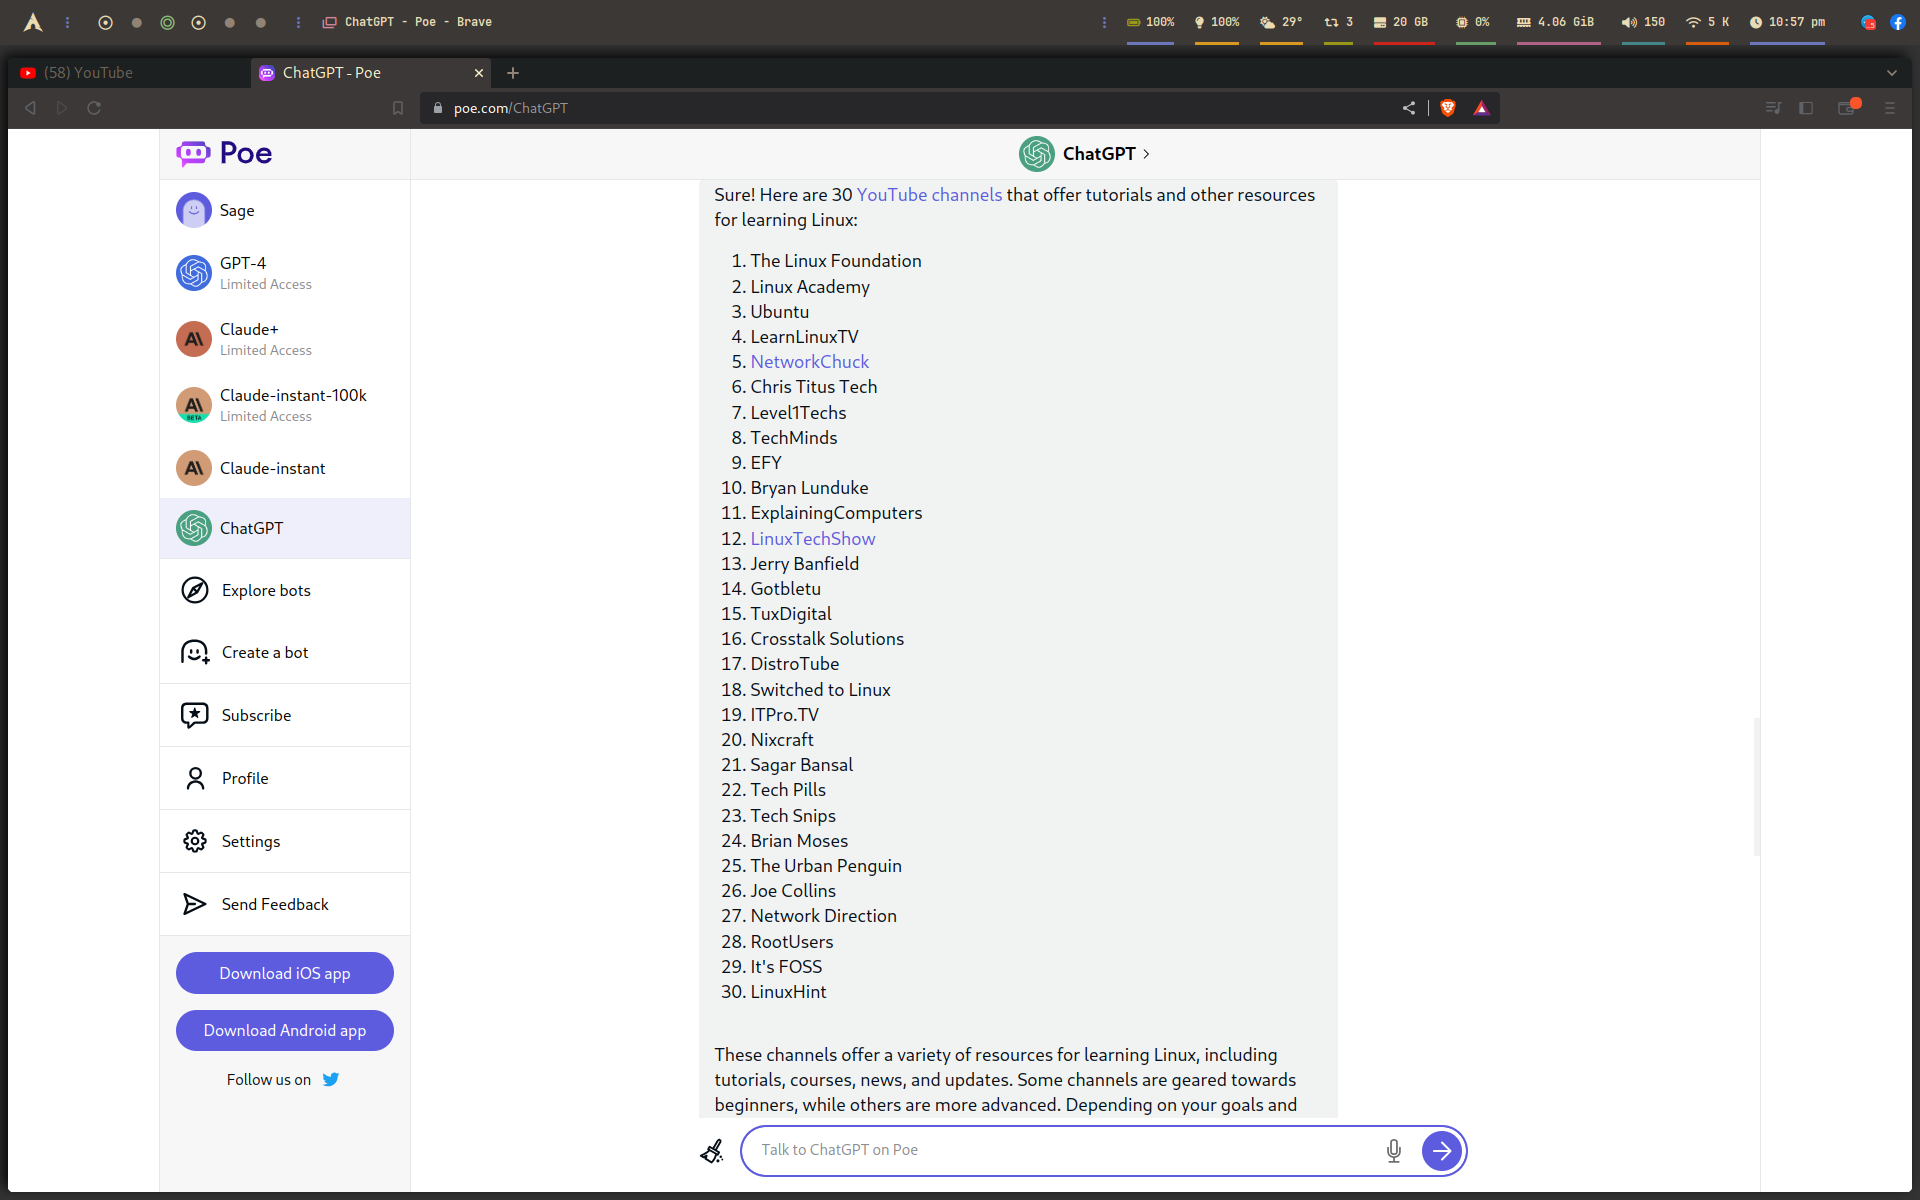 ChatGPT - Poe - Brave
100%
100%
29°
3
20 GB
0%
4.06 GiB
150
5 K
10:57 pm
(58) YouTube
ChatGPT - Poe
poe.com/ChatGPT
Poe
ChatGPT
Sage
GPT-4
Limited Access
Claude+
Limited Access
Claude-instant-100k
Limited Access
BETA
Claude-instant
ChatGPT
Explore bots
Create a bot
Subscribe
Profile
Settings
Send Feedback
Download iOS app
Download Android app
Follow us on
Sure! Here are 30 YouTube channels that offer tutorials and other resources
for learning Linux:
1. The Linux Foundation
2. Linux Academy
3. Ubuntu
4. LearnLinuxTV
5. NetworkChuck
6. Chris Titus Tech
7. Level1Techs
8. TechMinds
9. EFY
10. Bryan Lunduke
11. ExplainingComputers
12. LinuxTechShow
13. Jerry Banfield
14. Gotbletu
15. TuxDigital
16. Crosstalk Solutions
17. DistroTube
18. Switched to Linux
19. ITPro.TV
20. Nixcraft
21. Sagar Bansal
22. Tech Pills
23. Tech Snips
24. Brian Moses
25. The Urban Penguin
26. Joe Collins
27. Network Direction
28. RootUsers
29. It's FOSS
30. LinuxHint
These channels offer a variety of resources for learning Linux, including
tutorials, courses, news, and updates. Some channels are geared towards
beginners, while others are more advanced. Depending on your goals and
Talk to ChatGPT on Poe